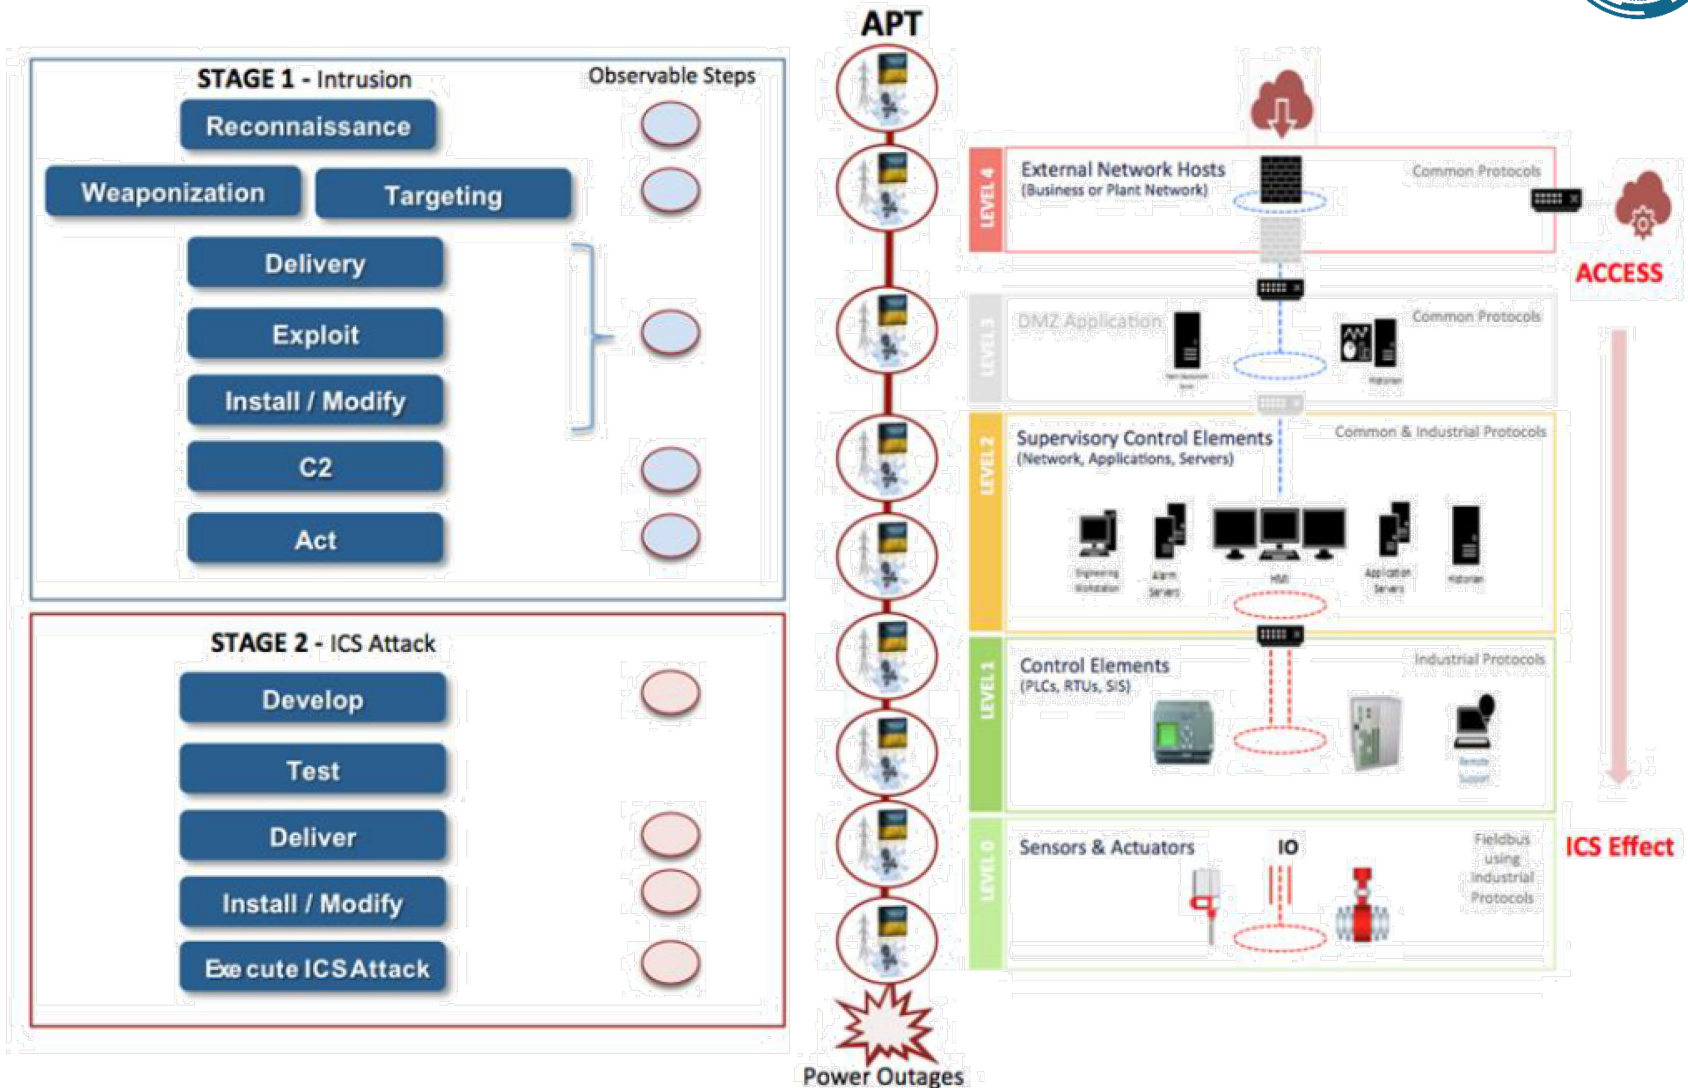 APT
STAGE 1 - Intrusion
Observable Steps
Reconnaissance
Weaponization
Targeting
Delivery
Exploit
Install / Modify
C2
Act
STAGE 2 - ICS Attack
Develop
Test
Deliver
Install / Modify
Execute ICS Attack
Power Outages
LEVEL 4
External Network Hosts
(Business or Plant Network)
Common Protocols
ACCESS
LEVEL 3
DMZ Application
Common Protocols
Historian
LEVEL 2
Supervisory Control Elements
(Network, Applications, Servers)
Common & Industrial Protocols
Engineering
Workstation
Alarm
Servers
HMI
Application
Servers
Historian
LEVEL 1
Control Elements
(PLCs, RTUs, SIS)
Industrial Protocols
Remote
Support
LEVEL 0
Sensors & Actuators
IO
Fieldbus
using
Industrial
Protocols
ICS Effect